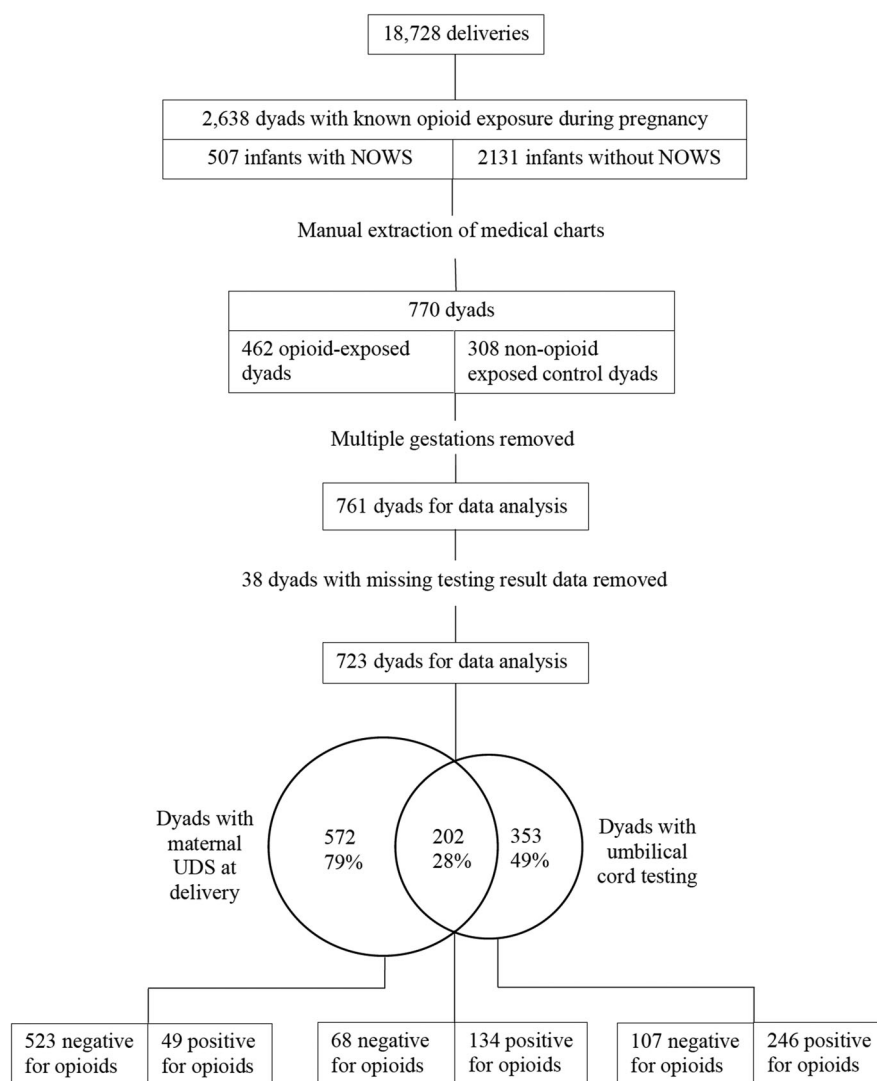 18,728 deliveries
2,638 dyads with known opioid exposure during pregnancy
507 infants with NOWS
2131 infants without NOWS
Manual extraction of medical charts
770 dyads
462 opioid-exposed
dyads
308 non-opioid
exposed control dyads
Multiple gestations removed
761 dyads for data analysis
38 dyads with missing testing result data removed
723 dyads for data analysis
Dyads with
maternal
UDS at
delivery
572
79%
202
28%
353
49%
Dyads with
umbilical
cord testing
523 negative
for opioids
49 positive
for opioids
68 negative
for opioids
134 positive
for opioids
107 negative
for opioids
246 positive
for opioids